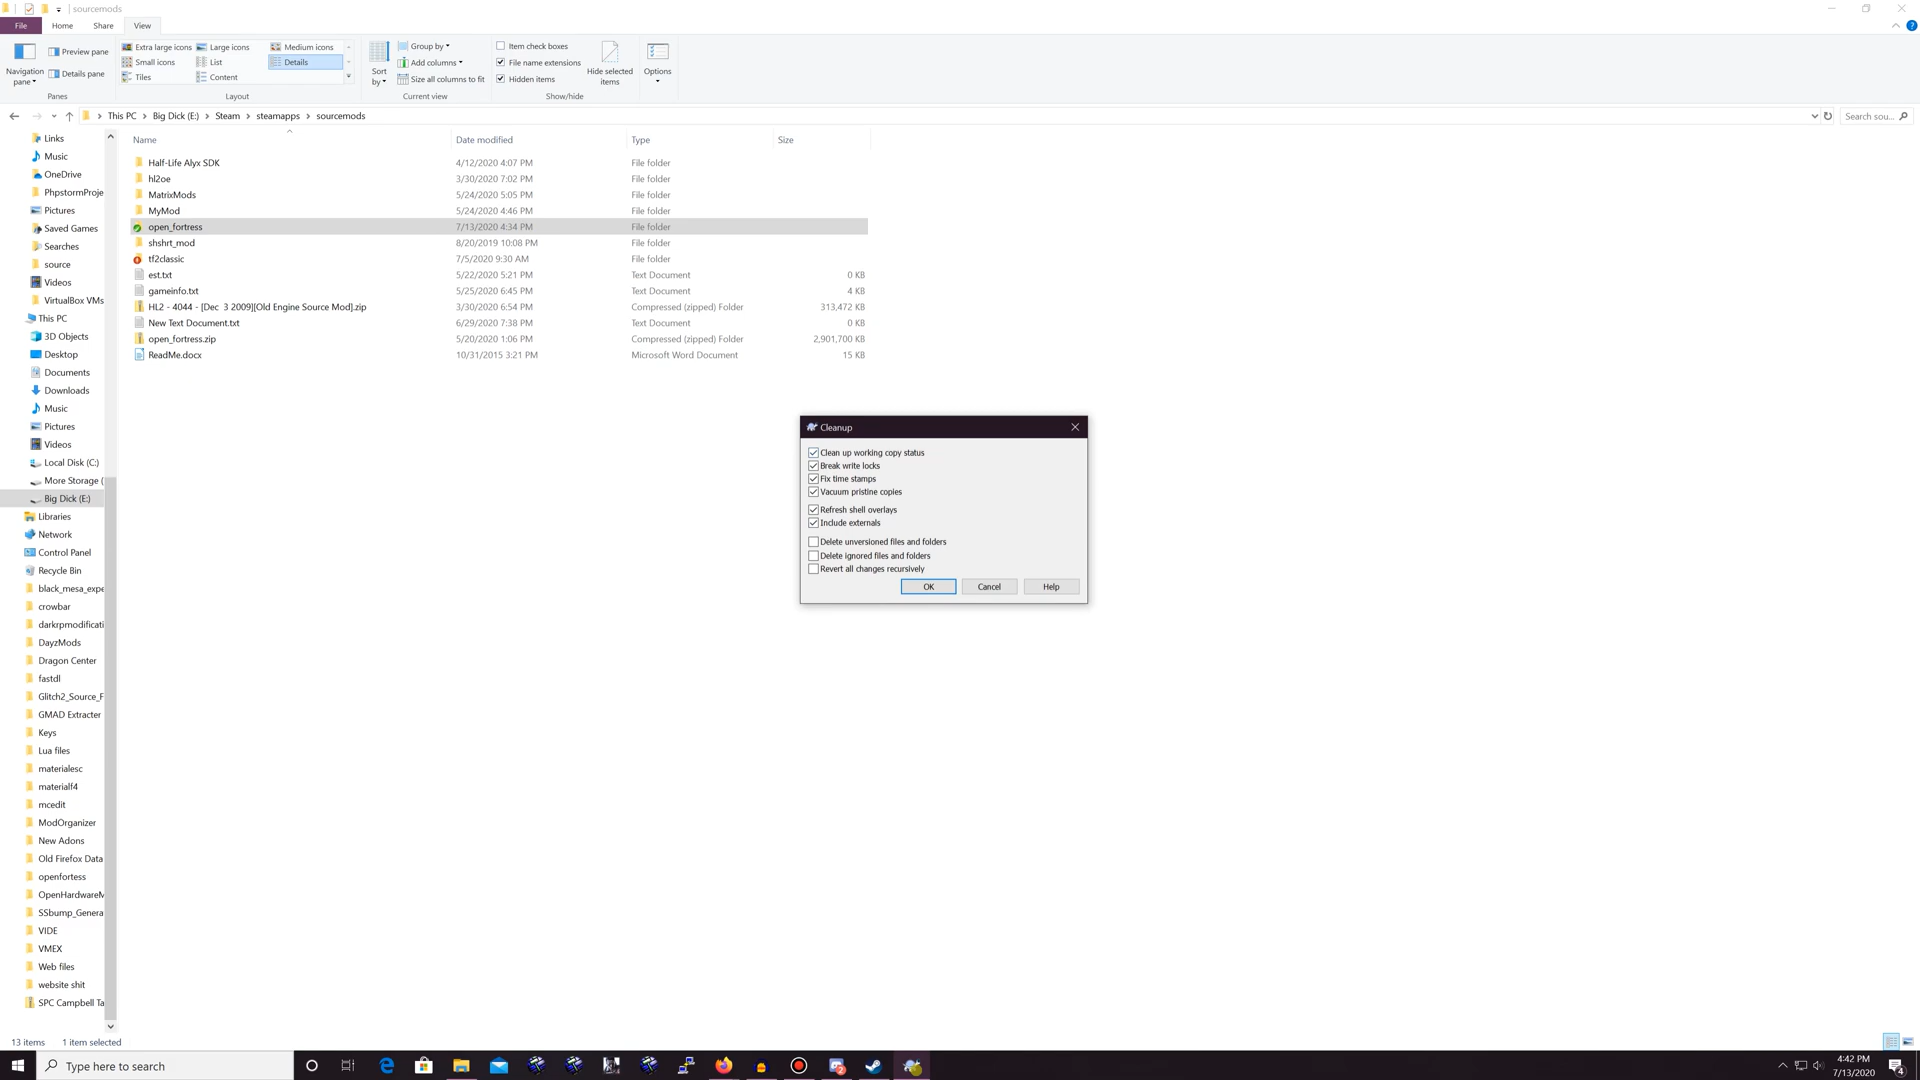 sourcemods
File Home Share View
Navigation pane
Preview pane
Details pane
Panes
Extra large icons Large icons Medium icons
Small icons List Details
Tiles Content
Layout
Sort by
Group by
Add columns
Size all columns to fit
Current view
Item check boxes
File name extensions
Hidden items
Hide selected items
Show/hide
Options
This PC > Big Dick (E:) > Steam > steamapps > sourcemods
Search sou...
Links
Music
OneDrive
PhpstormProje
Pictures
Saved Games
Searches
source
Videos
VirtualBox VMs
This PC
3D Objects
Desktop
Documents
Downloads
Music
Pictures
Videos
Local Disk (C:)
More Storage (
Big Dick (E:)
Libraries
Network
Control Panel
Recycle Bin
black_mesa_expe
crowbar
darkrpmodificati
DayzMods
Dragon Center
fastdl
Glitch2_Source_F
GMAD Extracter
Keys
Lua files
materialesc
materialf4
mcedit
ModOrganizer
New Adons
Old Firefox Data
openfortess
OpenHardwareM
SSbump_Genera
VIDE
VMEX
Web files
website shit
SPC Campbell Ta
Name Date modified Type Size
Half-Life Alyx SDK 4/12/2020 4:07 PM File folder
hl2oe 3/30/2020 7:02 PM File folder
MatrixMods 5/24/2020 5:05 PM File folder
MyMod 5/24/2020 4:46 PM File folder
open_fortress 7/13/2020 4:34 PM File folder
shshrt_mod 8/20/2019 10:08 PM File folder
tf2classic 7/5/2020 9:30 AM File folder
est.txt 5/22/2020 5:21 PM Text Document 0 KB
gameinfo.txt 5/25/2020 6:45 PM Text Document 4 KB
HL2 - 4044 - [Dec  3 2009][Old Engine Source Mod].zip 3/30/2020 6:54 PM Compressed (zipped) Folder 313,472 KB
New Text Document.txt 6/29/2020 7:38 PM Text Document 0 KB
open_fortress.zip 5/20/2020 1:06 PM Compressed (zipped) Folder 2,901,700 KB
ReadMe.docx 10/31/2015 3:21 PM Microsoft Word Document 15 KB
Cleanup
Clean up working copy status
Break write locks
Fix time stamps
Vacuum pristine copies
Refresh shell overlays
Include externals
Delete unversioned files and folders
Delete ignored files and folders
Revert all changes recursively
OK Cancel Help
13 items 1 item selected
Type here to search
4:42 PM
7/13/2020
4